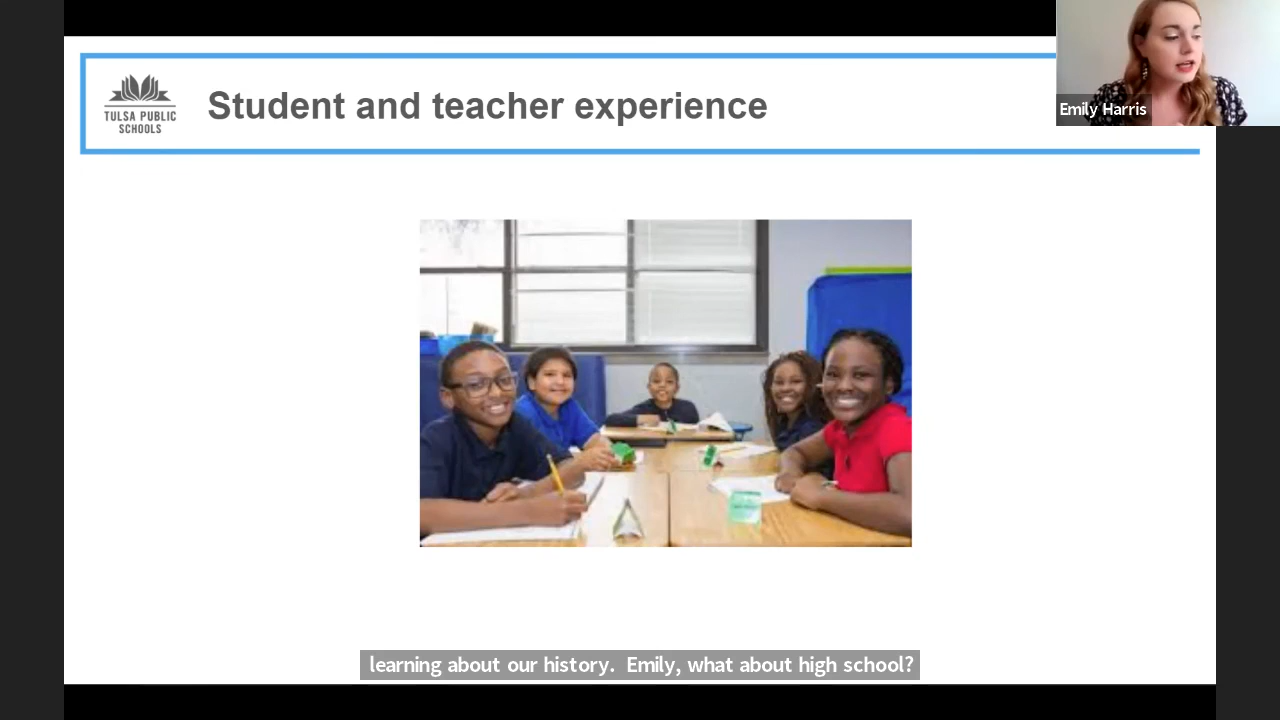 TULSA PUBLIC
SCHOOLS
Student and teacher experience
Emily Harris
learning about our history.  Emily, what about high school?